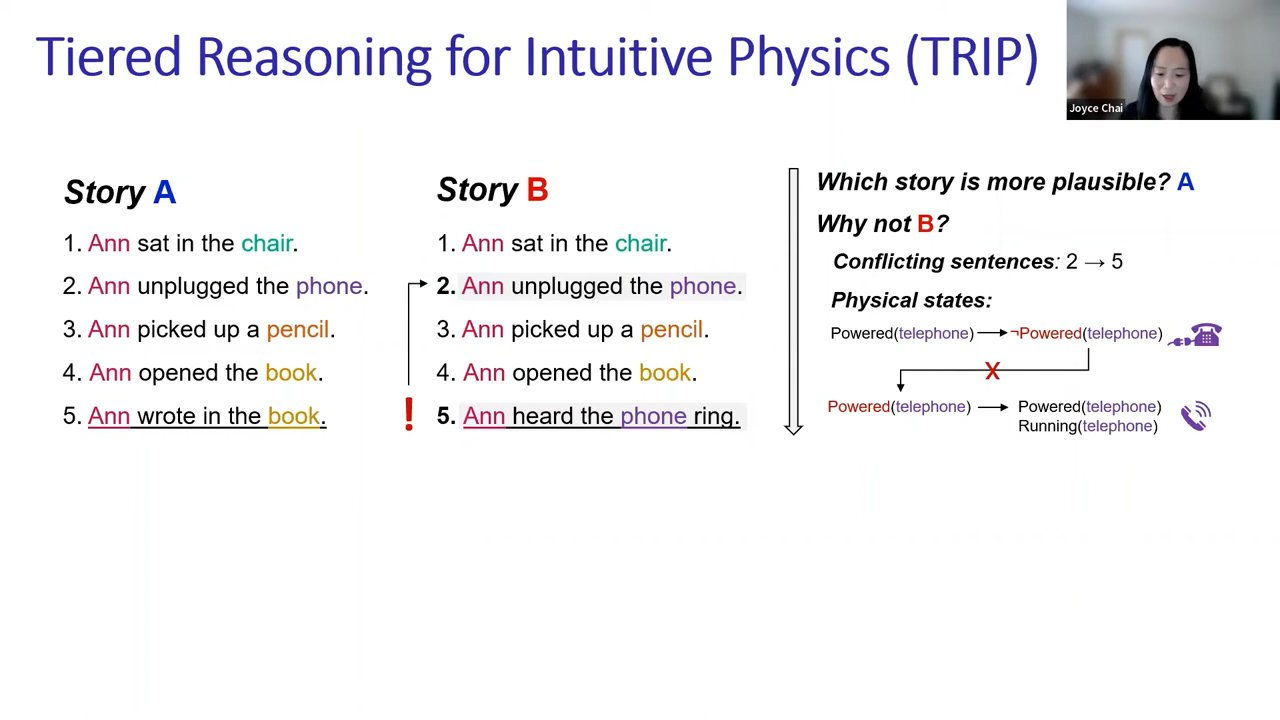 Tiered Reasoning for Intuitive Physics (TRIP)
Joyce Chai
Story A
1. Ann sat in the chair.
2. Ann unplugged the phone.
3. Ann picked up a pencil.
4. Ann opened the book.
5. Ann wrote in the book.
Story B
1. Ann sat in the chair.
2. Ann unplugged the phone.
3. Ann picked up a pencil.
4. Ann opened the book.
! 5. Ann heard the phone ring.
Which story is more plausible? A
Why not B?
Conflicting sentences: 2 → 5
Physical states:
Powered(telephone) → ¬Powered(telephone)
X
Powered(telephone) → Powered(telephone)
Running(telephone)